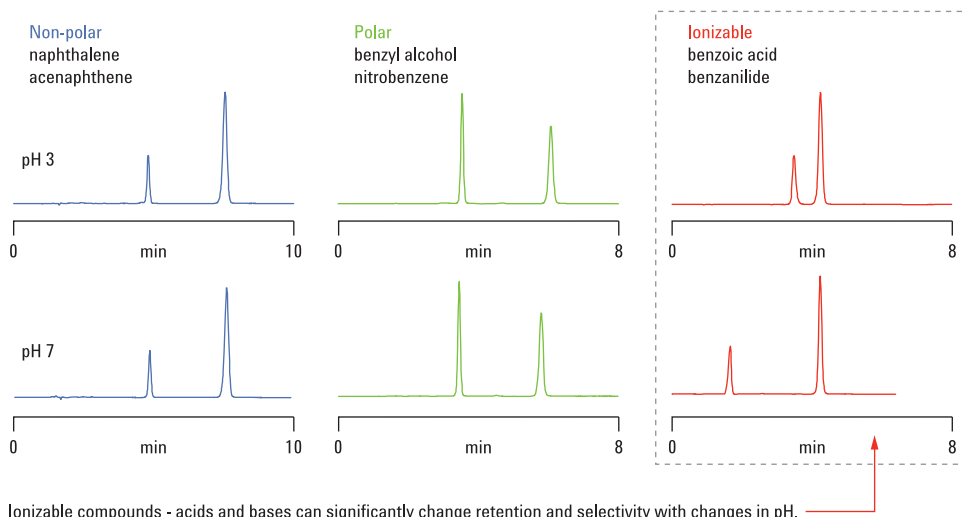 Non-polar
naphthalene
acenaphthene
Polar
benzyl alcohol
nitrobenzene
Ionizable
benzoic acid
benzanilide
pH 3
0 min 10
0 min 8
0 min 8
pH 7
0 min 10
0 min 8
0 min 8
Ionizable compounds - acids and bases can significantly change retention and selectivity with changes in pH.